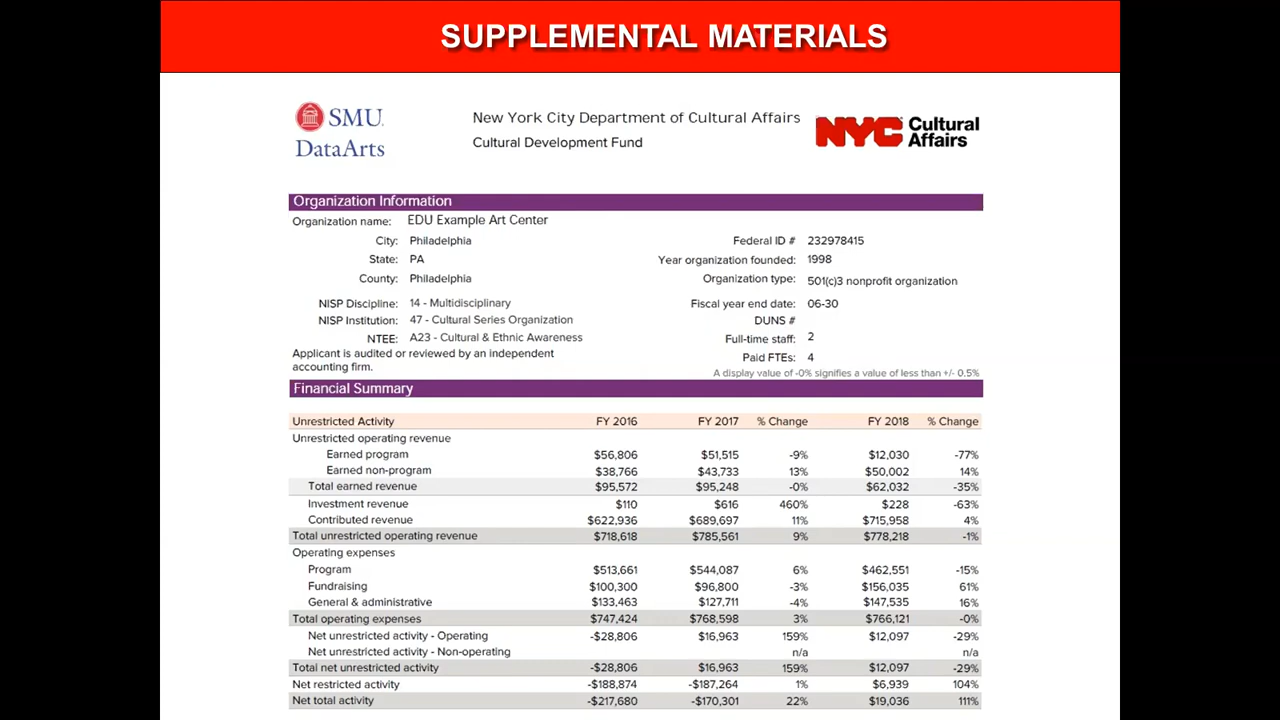 SUPPLEMENTAL MATERIALS
SMU
DataArts
New York City Department of Cultural Affairs
Cultural Development Fund
NYC Cultural Affairs
Organization Information
Organization name: EDU Example Art Center
City: Philadelphia Federal ID # 232978415
State: PA Year organization founded: 1998
County: Philadelphia Organization type: 501(c)3 nonprofit organization
NISP Discipline: 14 - Multidisciplinary Fiscal year end date: 06-30
NISP Institution: 47 - Cultural Series Organization DUNS #
NTEE: A23 - Cultural & Ethnic Awareness Full-time staff: 2
Applicant is audited or reviewed by an independent Paid FTEs: 4
accounting firm.
A display value of -0% signifies a value of less than +/- 0.5%
Financial Summary
Unrestricted Activity FY 2016 FY 2017 % Change FY 2018 % Change
Unrestricted operating revenue
Earned program $56,806 $51,515 -9% $12,030 -77%
Earned non-program $38,766 $43,733 13% $50,002 14%
Total earned revenue $95,572 $95,248 -0% $62,032 -35%
Investment revenue $110 $616 460% $228 -63%
Contributed revenue $622,936 $689,697 11% $715,958 4%
Total unrestricted operating revenue $718,618 $785,561 9% $778,218 -1%
Operating expenses
Program $513,661 $544,087 6% $462,551 -15%
Fundraising $100,300 $96,800 -3% $156,035 61%
General & administrative $133,463 $127,711 -4% $147,535 16%
Total operating expenses $747,424 $768,598 3% $766,121 -0%
Net unrestricted activity - Operating -$28,806 $16,963 159% $12,097 -29%
Net unrestricted activity - Non-operating n/a n/a
Total net unrestricted activity -$28,806 $16,963 159% $12,097 -29%
Net restricted activity -$188,874 -$187,264 1% $6,939 104%
Net total activity -$217,680 -$170,301 22% $19,036 111%